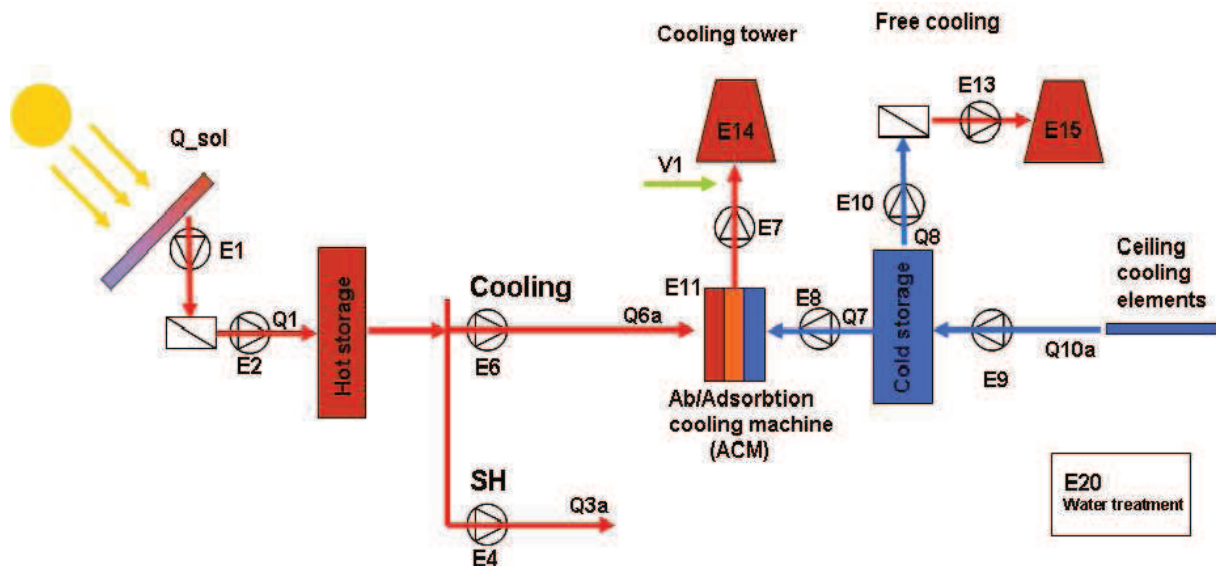 Free cooling
Cooling tower
Q_sol
E13
E14
E15
V1
E10
E7
Q8
E1
Ceiling
cooling
elements
Hot storage
Cooling
E11
E8
Q7
Cold storage
Q1
Q6a
Q10a
E2
E6
E9
Ab/Adsorbtion
cooling machine
(ACM)
SH
Q3a
E4
E20
Water treatment